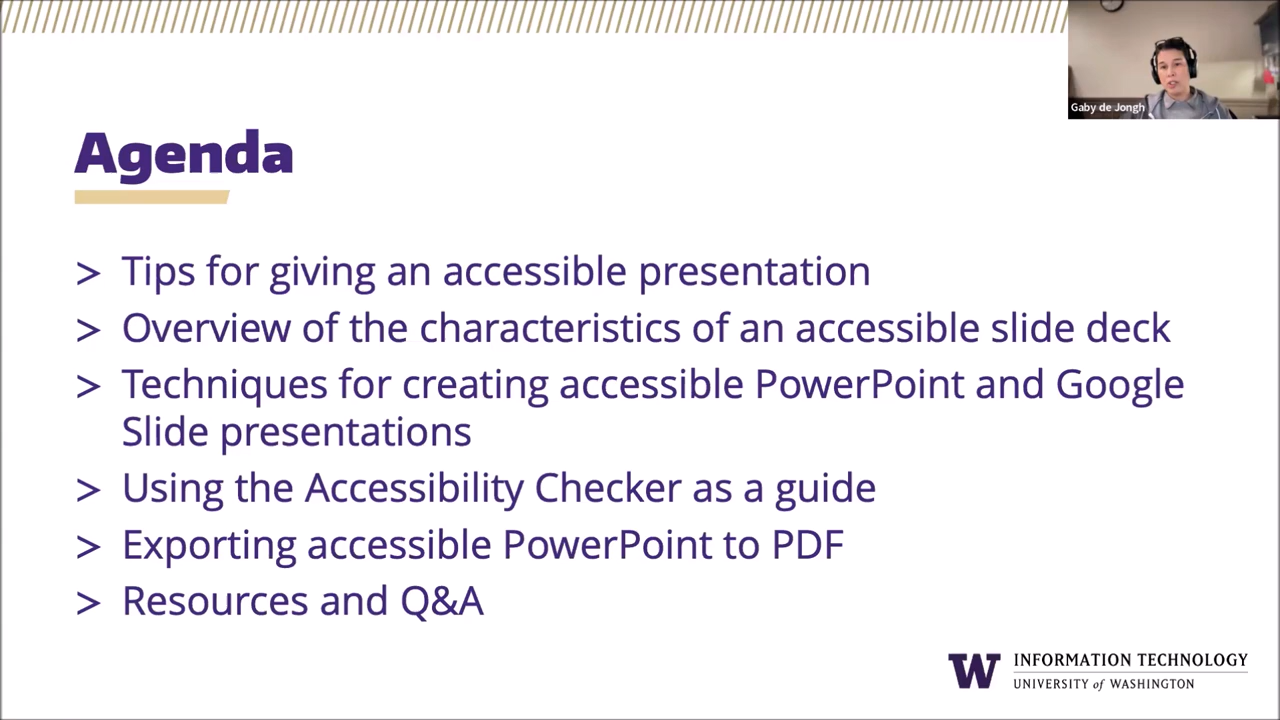 Gaby de Jongh
Agenda
> Tips for giving an accessible presentation
> Overview of the characteristics of an accessible slide deck
> Techniques for creating accessible PowerPoint and Google
Slide presentations
> Using the Accessibility Checker as a guide
> Exporting accessible PowerPoint to PDF
> Resources and Q&A
W INFORMATION TECHNOLOGY
UNIVERSITY of WASHINGTON